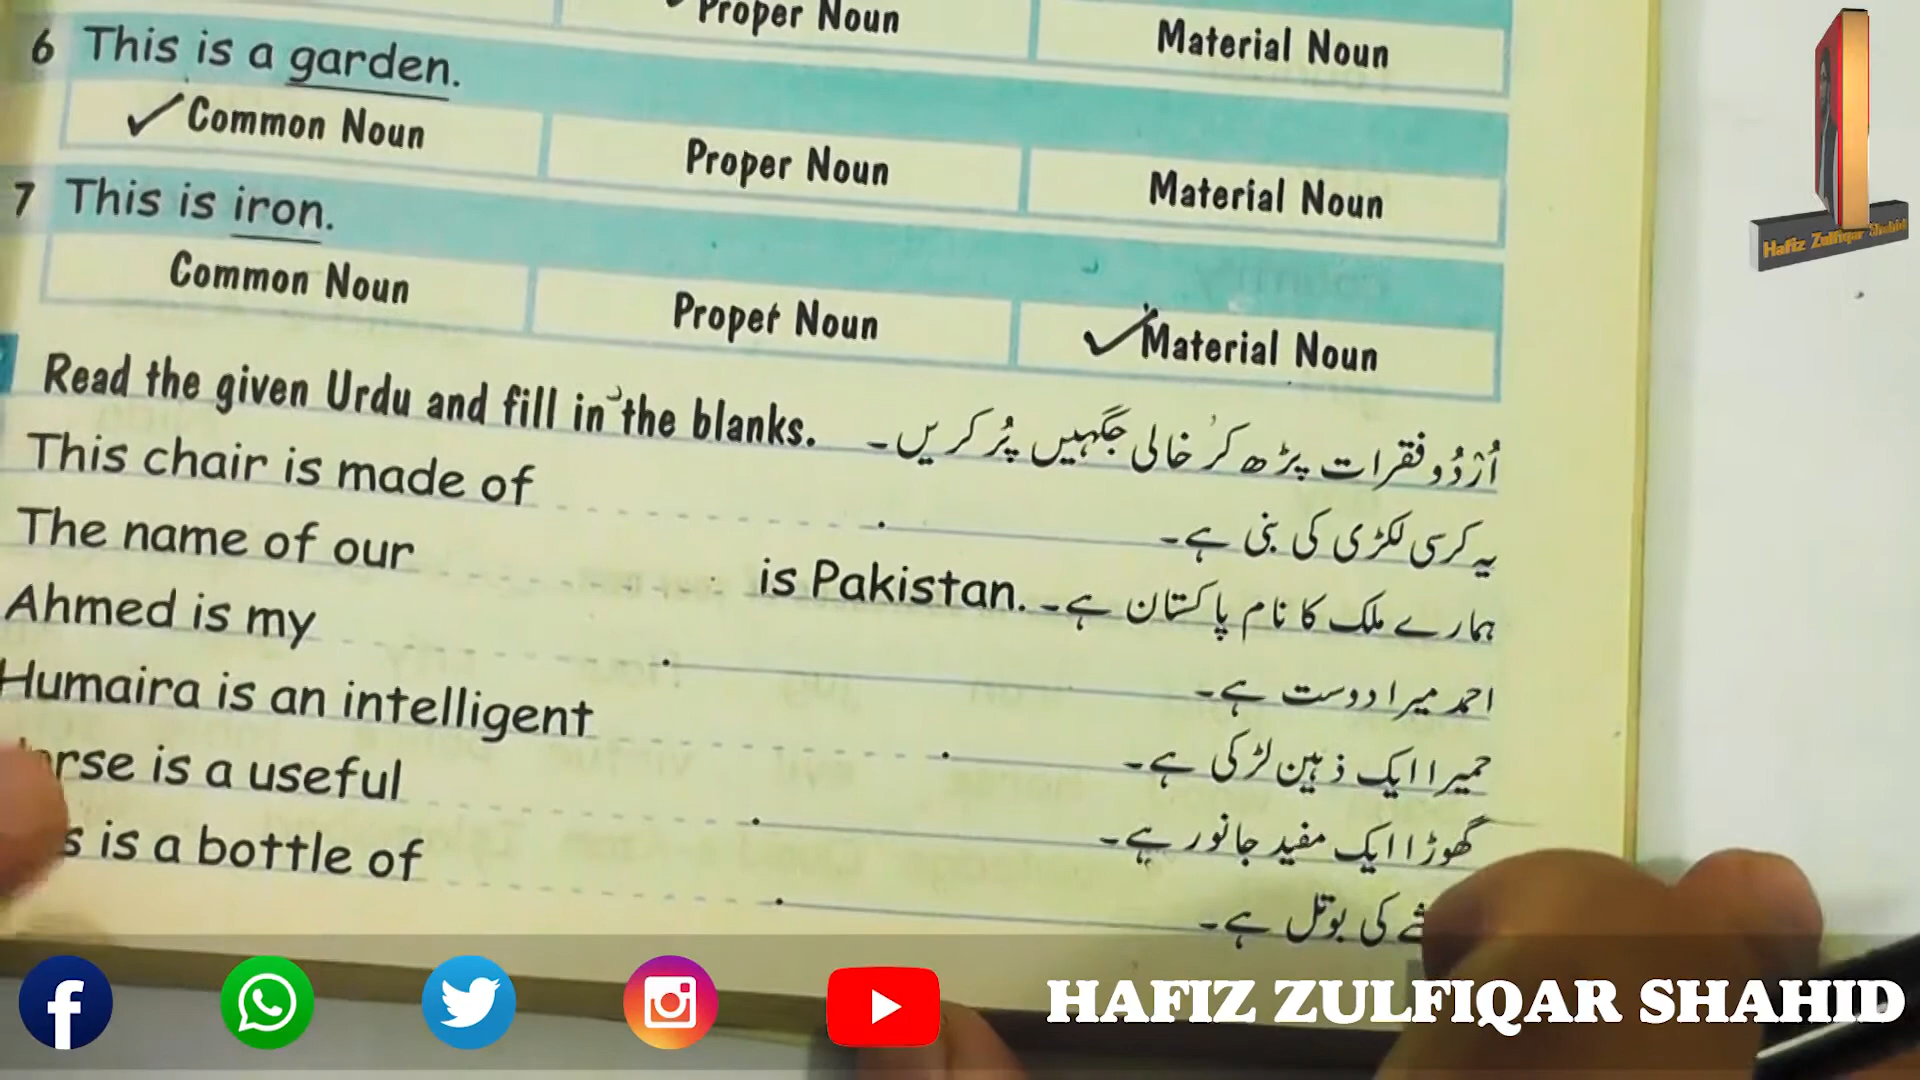 Proper Noun
Material Noun
6 This is a garden.
Common Noun
Proper Noun
Material Noun
7 This is iron.
Common Noun
Proper Noun
Material Noun
Read the given Urdu and fill in the blanks. اُردُو فقرات پڑھ کر خالی جگہیں پُر کریں۔
This chair is made of . یہ کرسی لکڑی کی بنی ہے۔
The name of our is Pakistan. ہمارے ملک کا نام پاکستان ہے۔
Ahmed is my . احمد میرا دوست ہے۔
Humaira is an intelligent . حمیرا ایک ذہین لڑکی ہے۔
rse is a useful . گھوڑا ایک مفید جانور ہے۔
s is a bottle of . کی بوتل ہے۔
Hafiz Zulfiqar Shahid
HAFIZ ZULFIQAR SHAHID